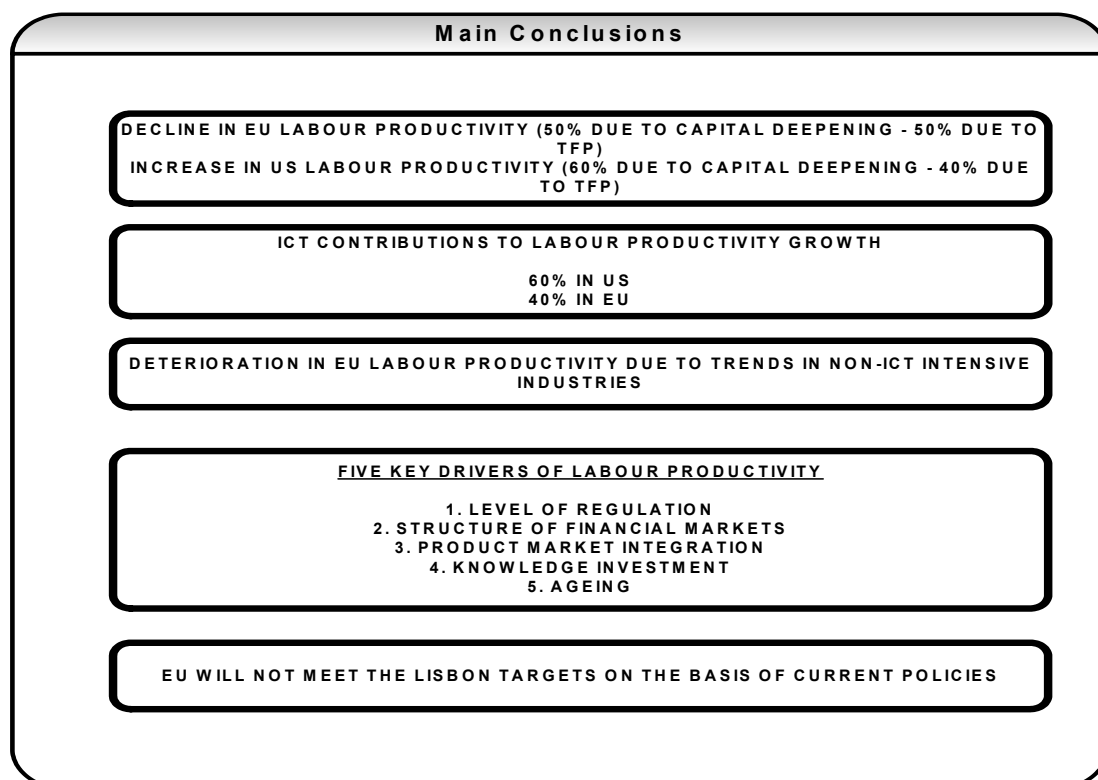 Main Conclusions
DECLINE IN EU LABOUR PRODUCTIVITY (50% DUE TO CAPITAL DEEPENING - 50% DUE TO
TFP)
INCREASE IN US LABOUR PRODUCTIVITY (60% DUE TO CAPITAL DEEPENING - 40% DUE
TO TFP)
ICT CONTRIBUTIONS TO LABOUR PRODUCTIVITY GROWTH
60% IN US
40% IN EU
DETERIORATION IN EU LABOUR PRODUCTIVITY DUE TO TRENDS IN NON-ICT INTENSIVE
INDUSTRIES
FIVE KEY DRIVERS OF LABOUR PRODUCTIVITY
1. LEVEL OF REGULATION
2. STRUCTURE OF FINANCIAL MARKETS
3. PRODUCT MARKET INTEGRATION
4. KNOWLEDGE INVESTMENT
5. AGEING
EU WILL NOT MEET THE LISBON TARGETS ON THE BASIS OF CURRENT POLICIES